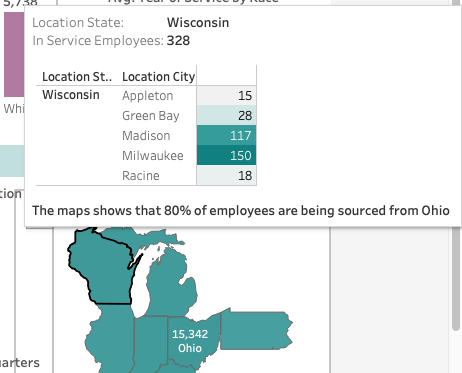 5,738
Avg. Year of Service by Race
Location State: Wisconsin
In Service Employees: 328
Location St.. Location City
Wisconsin Appleton 15
Green Bay 28
Madison 117
Milwaukee 150
Racine 18
Whi
tion
The maps shows that 80% of employees are being sourced from Ohio
15,342
Ohio
arters